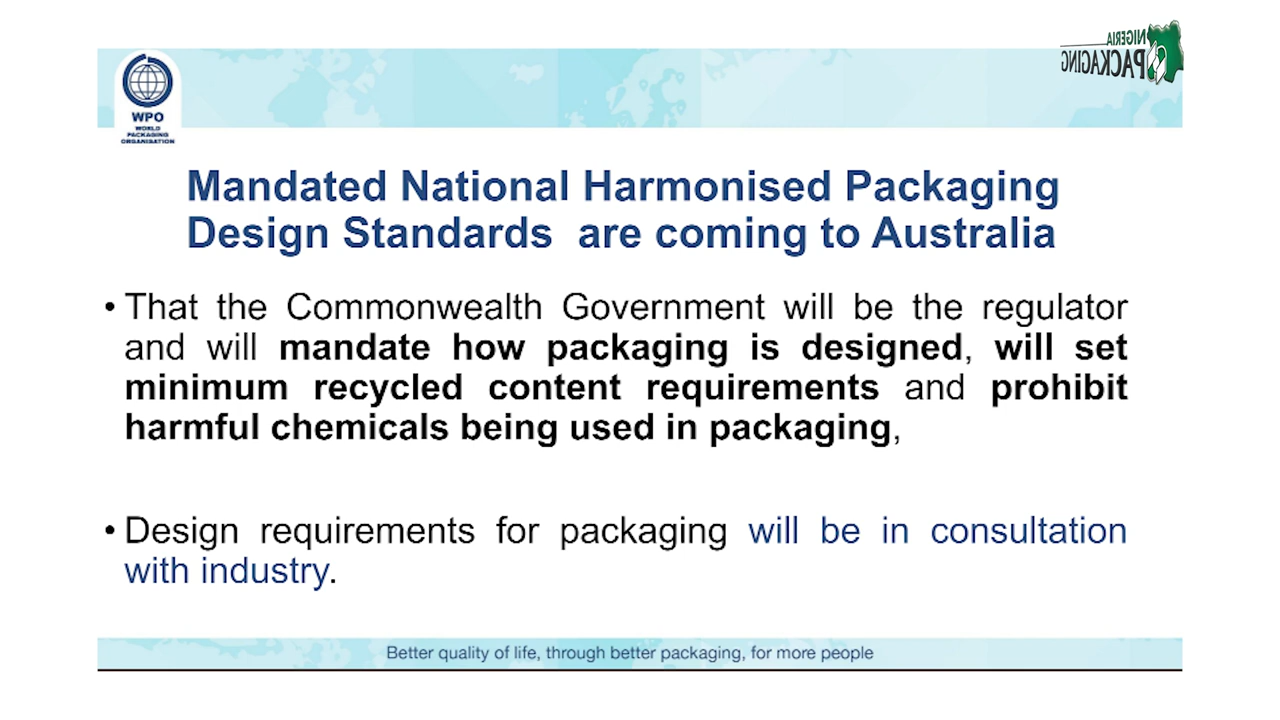 NIGERIA
PACKAGING
WPO
WORLD
PACKAGING
ORGANISATION
Mandated National Harmonised Packaging
Design Standards are coming to Australia
• That the Commonwealth Government will be the regulator
and will mandate how packaging is designed, will set
minimum recycled content requirements and prohibit
harmful chemicals being used in packaging,
• Design requirements for packaging will be in consultation
with industry.
Better quality of life, through better packaging, for more people